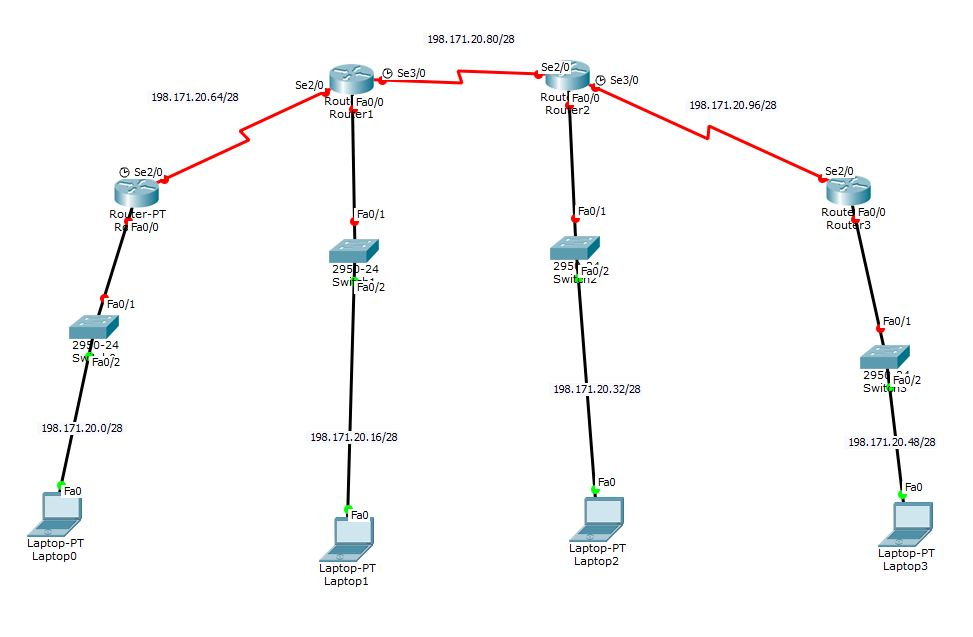 198.171.20.80/28
Se3/0
Se2/0
Se2/0
Se3/0
198.171.20.64/28
Fa0/0
Router1
Fa0/0
Router2
198.171.20.96/28
Se2/0
Se2/0
Router-PT
Fa0/0
Fa0/0
Router3
Fa0/1
2950-24
Fa0/2
Fa0/1
Fa0/2
Fa0/1
2950-24
Fa0/2
Fa0/1
Fa0/2
198.171.20.0/28
198.171.20.16/28
198.171.20.32/28
198.171.20.48/28
Fa0
Laptop-PT
Laptop0
Fa0
Laptop-PT
Laptop1
Fa0
Laptop-PT
Laptop2
Fa0
Laptop-PT
Laptop3